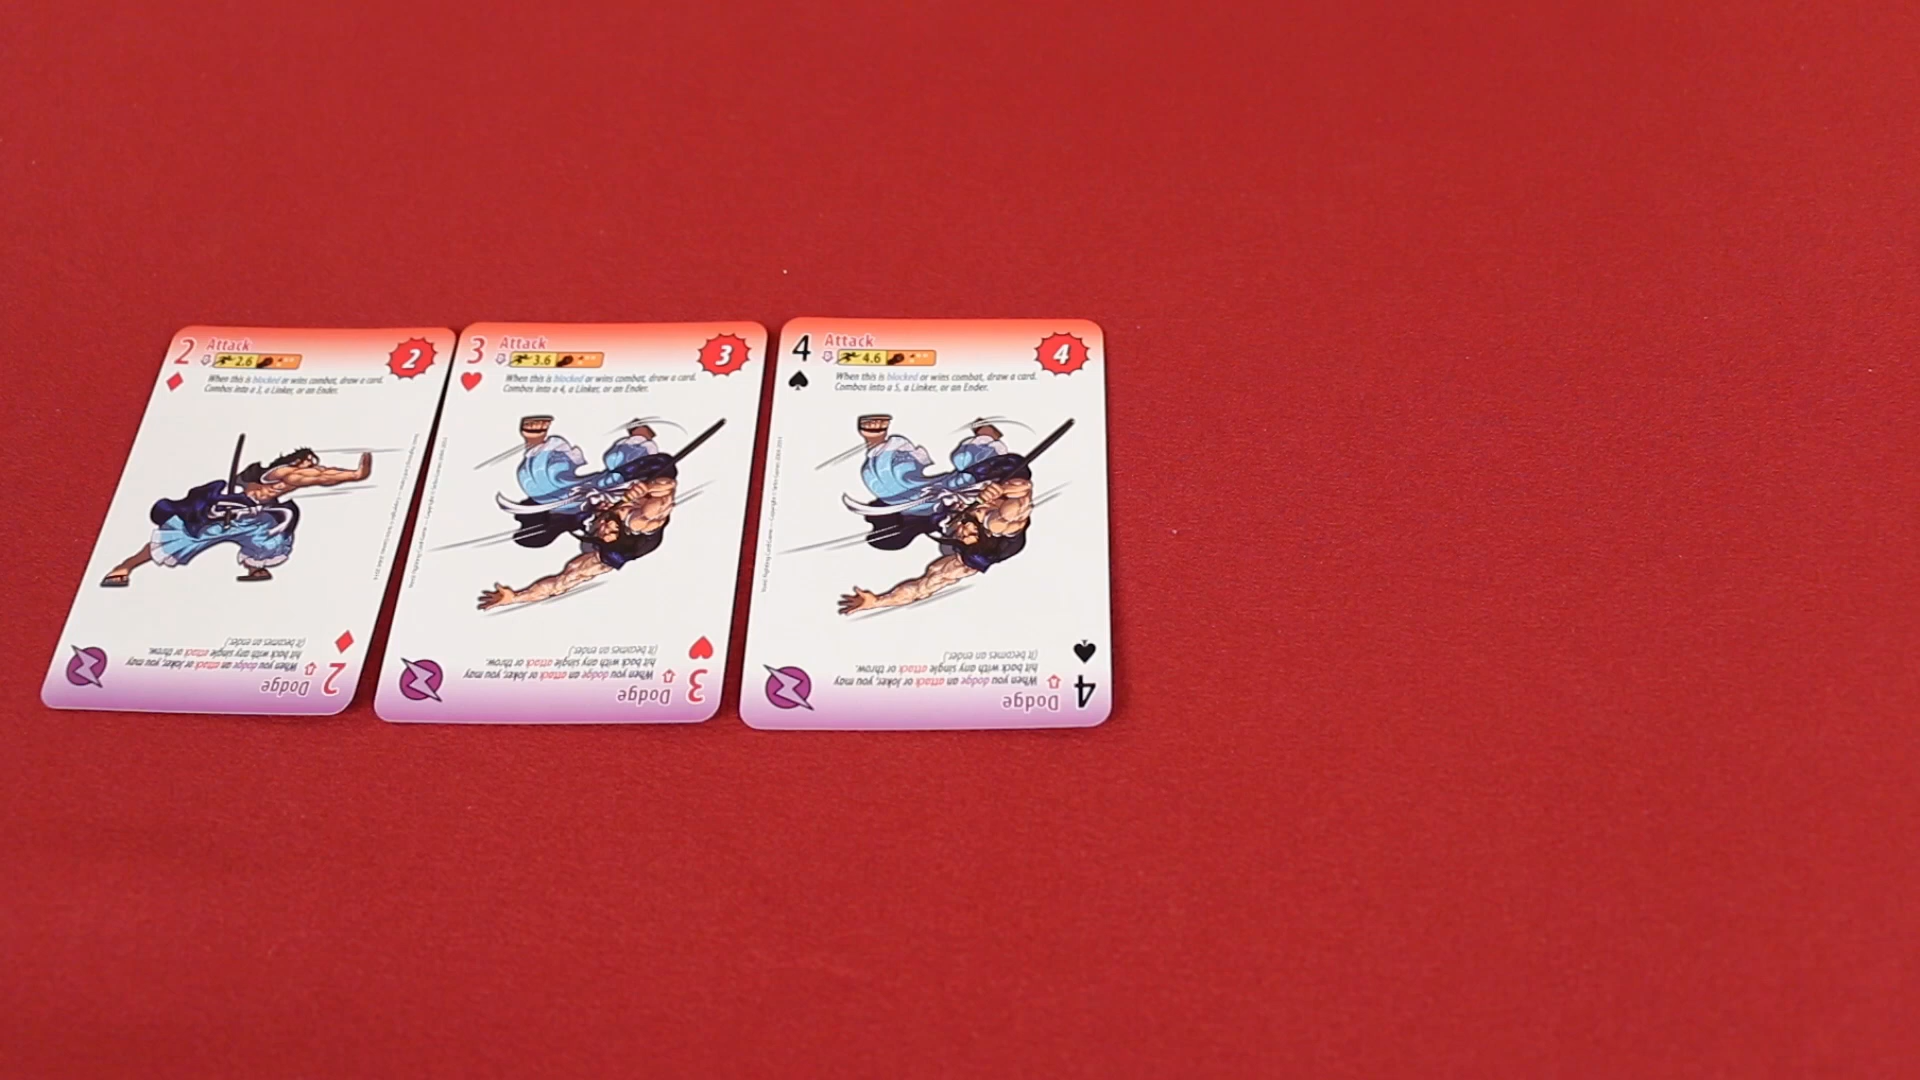 2
Attack
2.6
2
When this is blocked or wins combat, draw a card.
Combos into a 3, a Linker, or an Ender.
2
Dodge
When you dodge an attack or Joker, you may
hit back with any single attack or throw.
(It becomes an ender.)
3
Attack
3.6
3
When this is blocked or wins combat, draw a card.
Combos into a 4, a Linker, or an Ender.
3
Dodge
When you dodge an attack or Joker, you may
hit back with any single attack or throw.
(It becomes an ender.)
4
Attack
4.6
4
When this is blocked or wins combat, draw a card.
Combos into a 5, a Linker, or an Ender.
4
Dodge
When you dodge an attack or Joker, you may
hit back with any single attack or throw.
(It becomes an ender.)